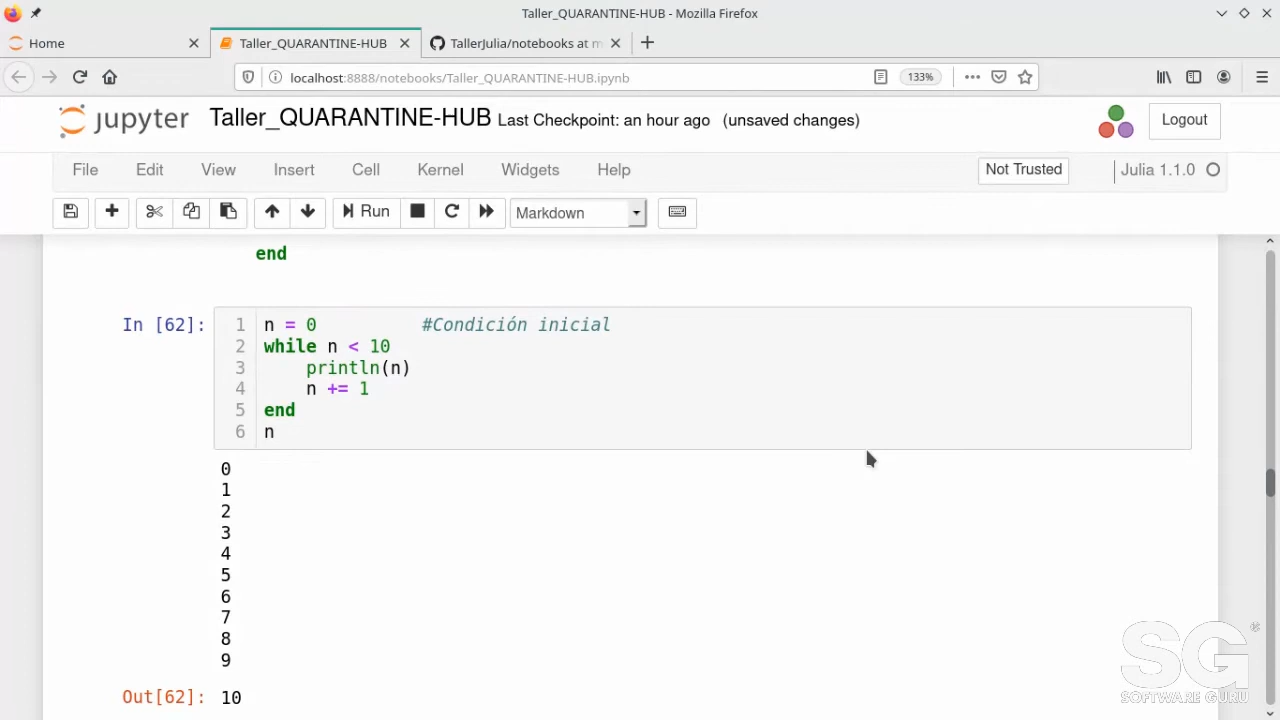 Taller_QUARANTINE-HUB - Mozilla Firefox
Home
Taller_QUARANTINE-HUB
TallerJulia/notebooks at m
localhost:8888/notebooks/Taller_QUARANTINE-HUB.ipynb
133%
jupyter Taller_QUARANTINE-HUB Last Checkpoint: an hour ago (unsaved changes)
Logout
File Edit View Insert Cell Kernel Widgets Help
Not Trusted
Julia 1.1.0
Run
Markdown
end
In [62]:
1 n = 0 #Condición inicial
2 while n < 10
3 println(n)
4 n += 1
5 end
6 n
0
1
2
3
4
5
6
7
8
9
Out[62]: 10
SG
SOFTWARE GURU